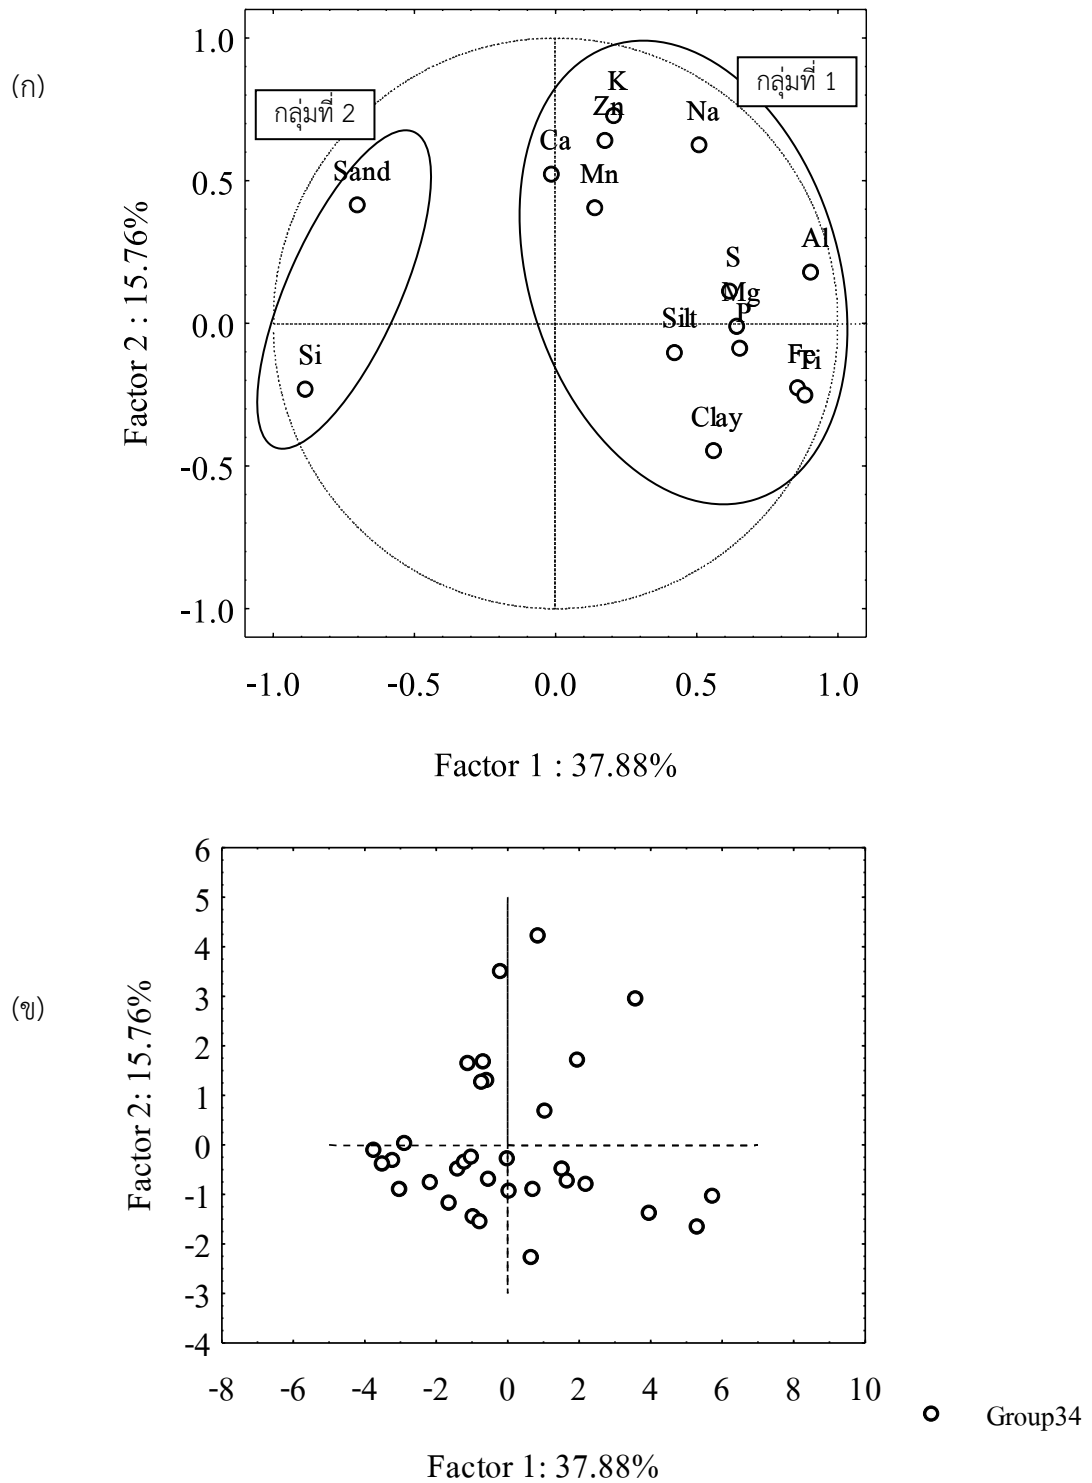 (ก)
กลุ่มที่ 1
กลุ่มที่ 2
1.0
0.5
0.0
-0.5
-1.0
Factor 2 : 15.76%
K
Zn
Na
Ca
Mn
Sand
Al
S
Mg
P
Silt
Si
Fe
Ti
Clay
-1.0 -0.5 0.0 0.5 1.0
Factor 1 : 37.88%
(ข)
6
5
4
3
2
1
0
-1
-2
-3
-4
Factor 2: 15.76%
-8 -6 -4 -2 0 2 4 6 8 10
Group34
Factor 1: 37.88%